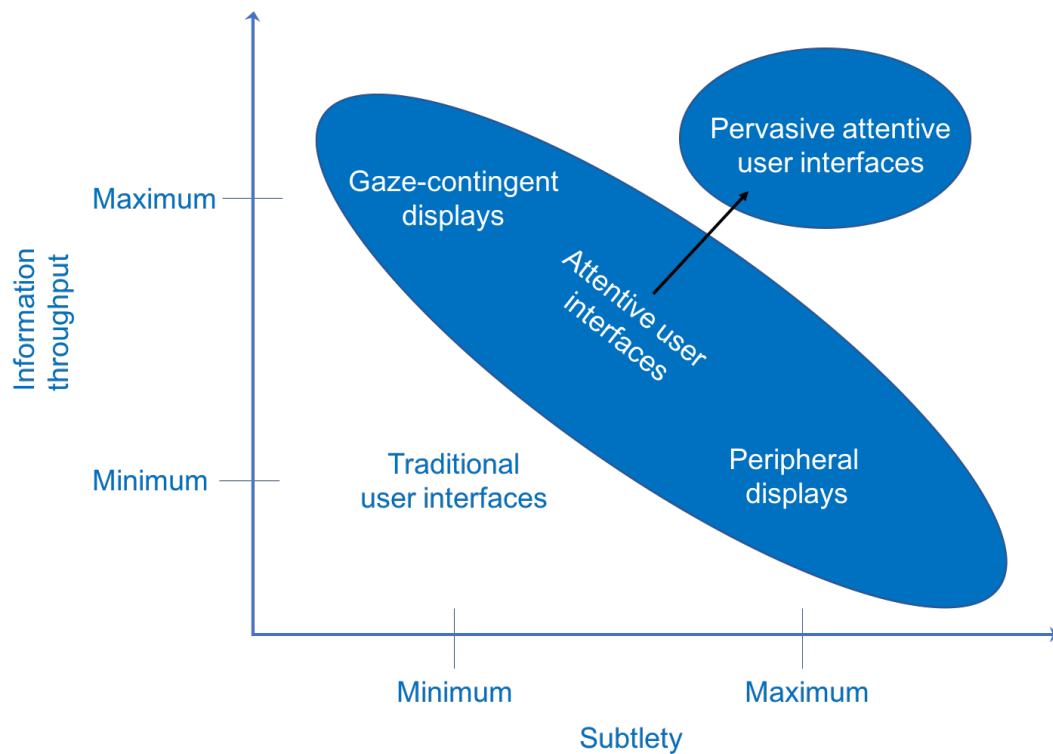 Pervasive attentive
user interfaces
Gaze-contingent
displays
Maximum
Attentive user
interfaces
Information
throughput
Minimum
Traditional
user interfaces
Peripheral
displays
Minimum
Maximum
Subtlety